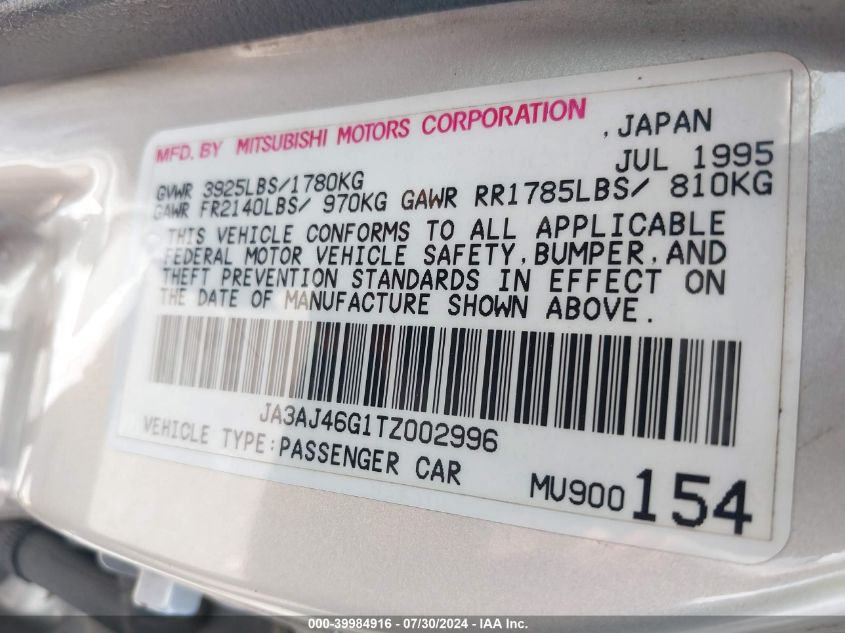 MFD. BY MITSUBISHI MOTORS CORPORATION , JAPAN
JUL 1995
GVWR 3925LBS/1780KG
GAWR FR2140LBS/ 970KG GAWR RR1785LBS/ 810KG
THIS VEHICLE CONFORMS TO ALL APPLICABLE
FEDERAL MOTOR VEHICLE SAFETY, BUMPER, AND
THEFT PREVENTION STANDARDS IN EFFECT ON
THE DATE OF MANUFACTURE SHOWN ABOVE.
JA3AJ46G1TZ002996
VEHICLE TYPE:PASSENGER CAR
MU900154
000-39984916 - 07/30/2024 - IAA Inc.